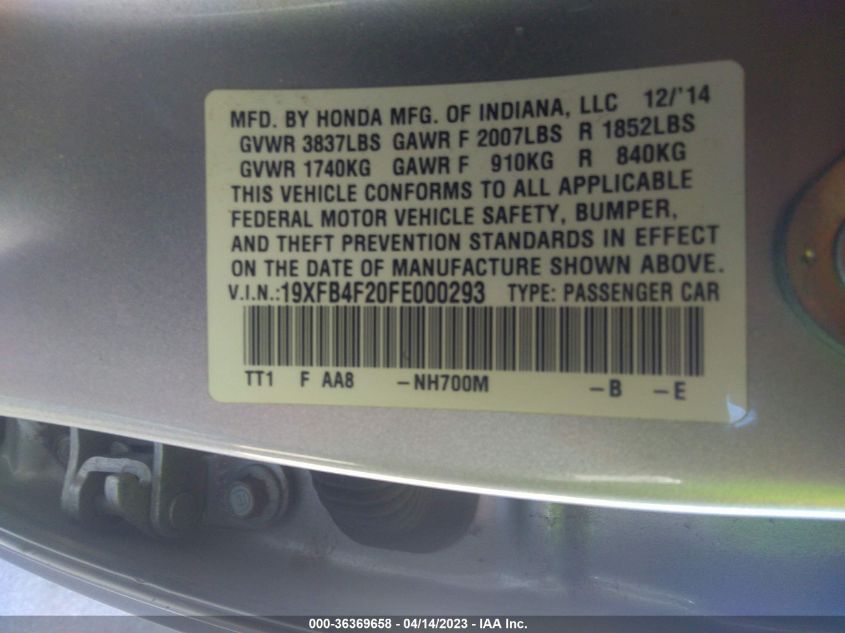 MFD. BY HONDA MFG. OF INDIANA, LLC 12/'14
GVWR 3837LBS GAWR F 2007LBS R 1852LBS
GVWR 1740KG GAWR F 910KG R 840KG
THIS VEHICLE CONFORMS TO ALL APPLICABLE
FEDERAL MOTOR VEHICLE SAFETY, BUMPER,
AND THEFT PREVENTION STANDARDS IN EFFECT
ON THE DATE OF MANUFACTURE SHOWN ABOVE.
V.I.N.:19XFB4F20FE000293 TYPE: PASSENGER CAR
TT1 F AA8 -NH700M -B -E
000-36369658 - 04/14/2023 - IAA Inc.